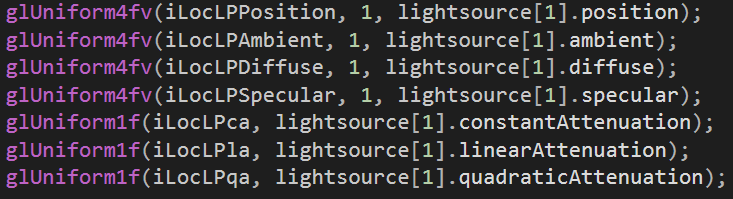 glUniform4fv(iLocLPPosition, 1, lightsource[1].position);
glUniform4fv(iLocLPAmbient, 1, lightsource[1].ambient);
glUniform4fv(iLocLPDiffuse, 1, lightsource[1].diffuse);
glUniform4fv(iLocLPSpecular, 1, lightsource[1].specular);
glUniform1f(iLocLPca, lightsource[1].constantAttenuation);
glUniform1f(iLocLPla, lightsource[1].linearAttenuation);
glUniform1f(iLocLPqa, lightsource[1].quadraticAttenuation);